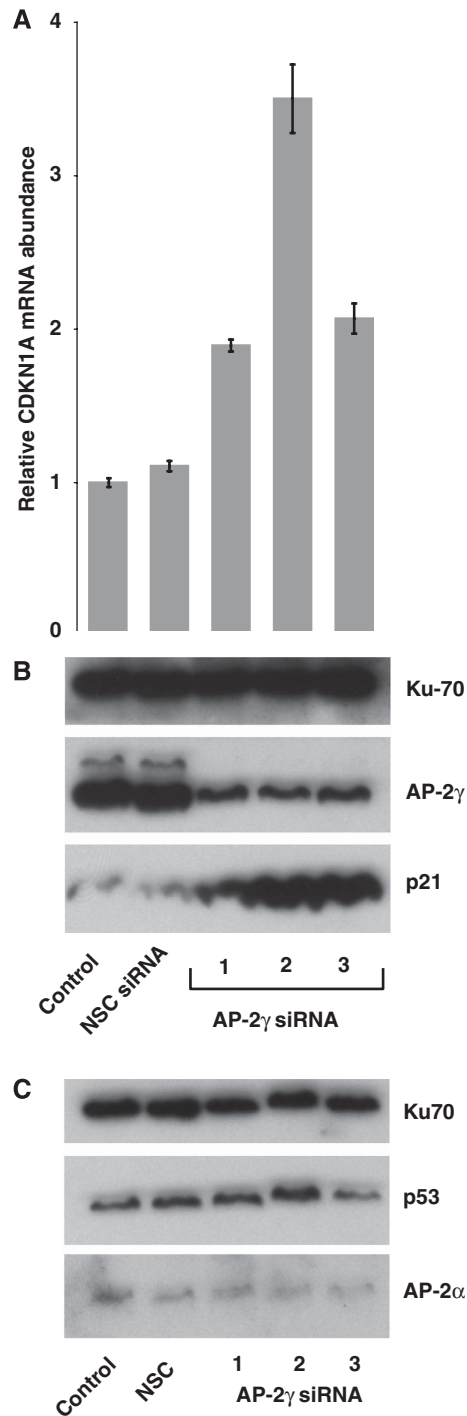 A
4
3
2
1
0
Relative CDKN1A mRNA abundance
B
Ku-70
AP-2γ
p21
Control
NSC siRNA
1 2 3
AP-2γ siRNA
C
Ku70
p53
AP-2α
Control
NSC
1 2 3
AP-2γ siRNA